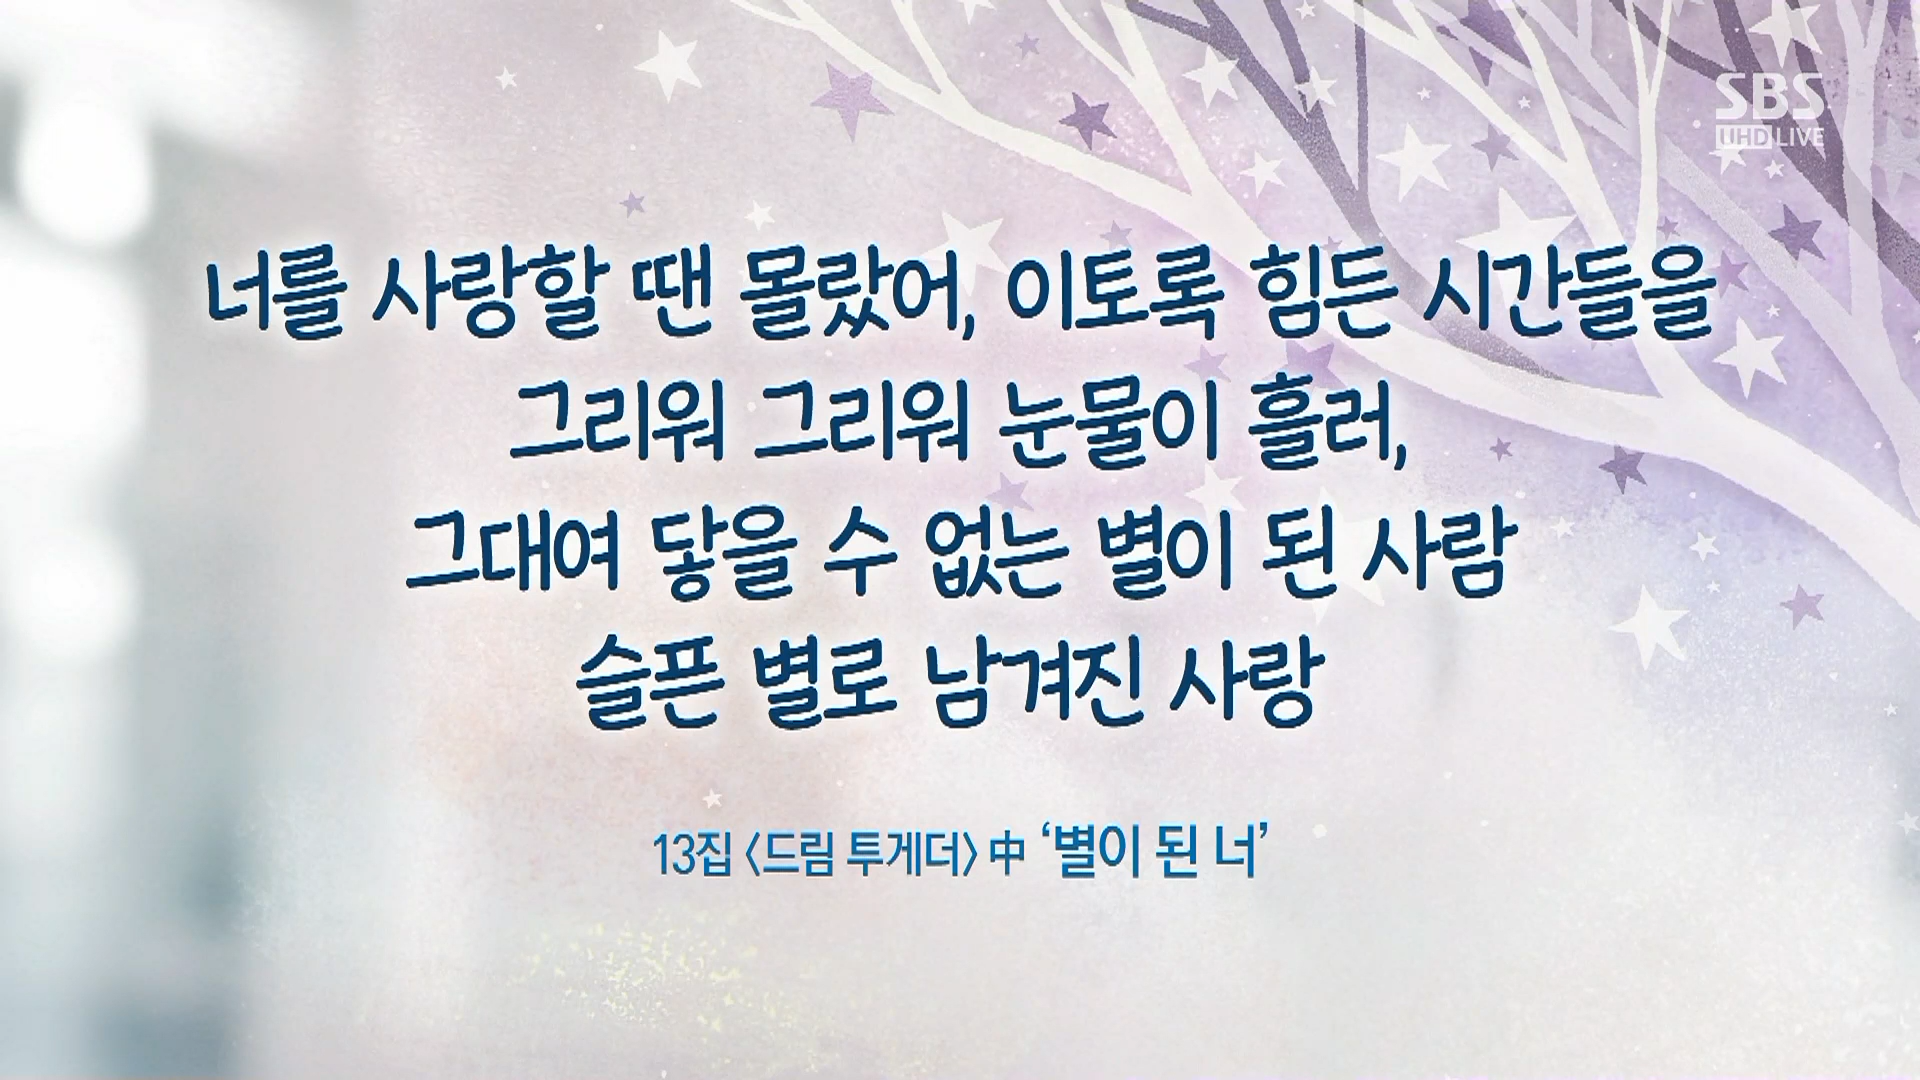 SBS
UHD LIVE
너를 사랑할 땐 몰랐어, 이토록 힘든 시간들을
그리워 그리워 눈물이 흘러,
그대여 닿을 수 없는 별이 된 사람
슬픈 별로 남겨진 사랑
13집 〈드림 투게더〉 中 ‘별이 된 너’